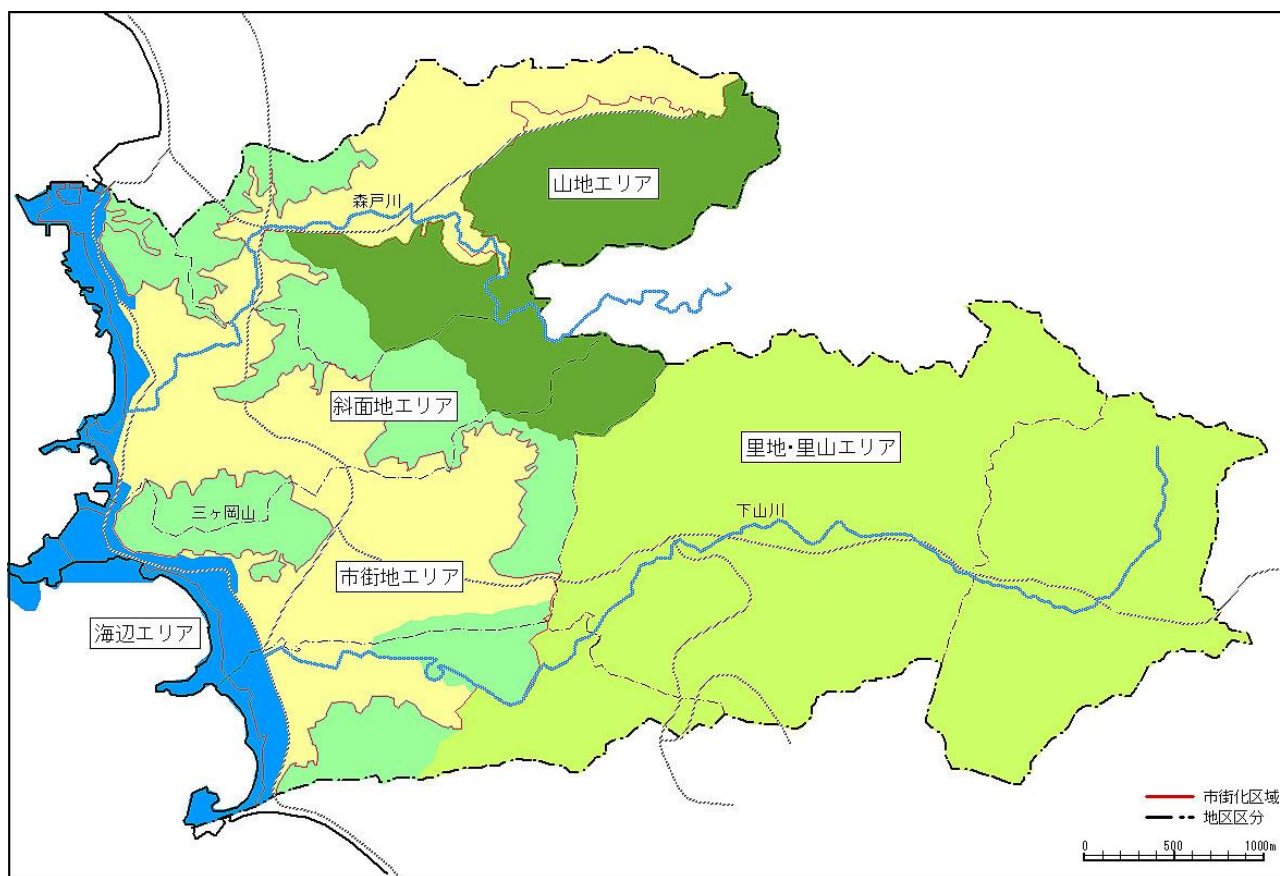 山地エリア
森戸川
斜面地エリア
里地・里山エリア
三ヶ岡山
下山川
市街地エリア
海辺エリア
市街化区域
地区区分
0 500 1000m